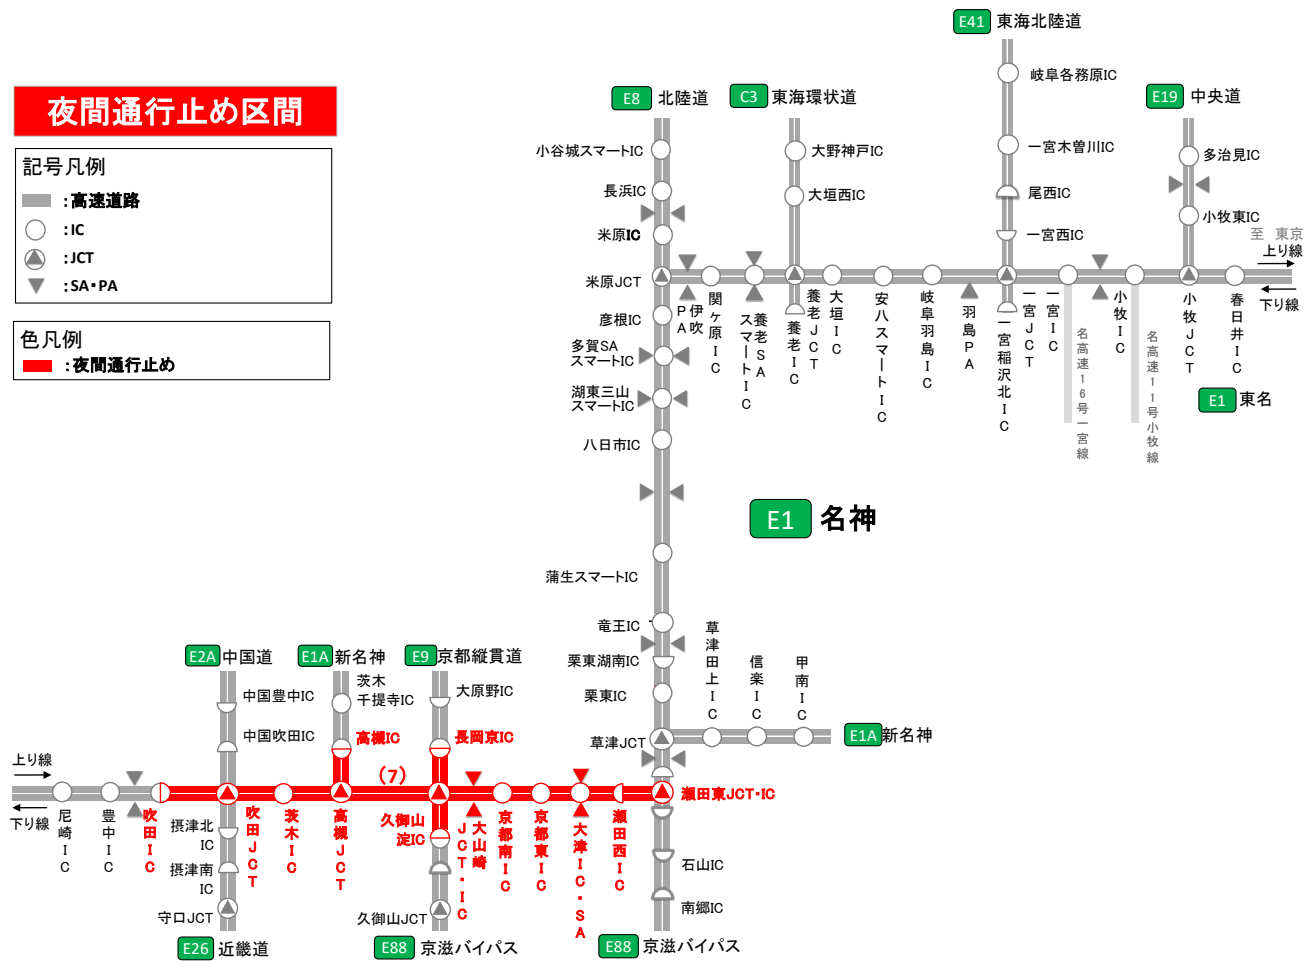 夜間通行止め区間
記号凡例
：高速道路
：IC
：JCT
：SA・PA
色凡例
：夜間通行止め
E8 北陸道
C3 東海環状道
E41 東海北陸道
E19 中央道
小谷城スマートIC
長浜IC
米原IC
米原JCT
彦根IC
多賀SA
スマートIC
湖東三山
スマートIC
八日市IC
蒲生スマートIC
竜王IC
栗東湖南IC
栗東IC
草津JCT
大野神戸IC
大垣西IC
岐阜各務原IC
一宮木曽川IC
尾西IC
一宮西IC
多治見IC
小牧東IC
至 東京
上り線
下り線
伊吹
PA
関ヶ原IC
養老SA
スマートIC
養老IC
養老JCT
大垣IC
安八スマートIC
岐阜羽島IC
羽島PA
一宮稲沢北IC
一宮JCT
一宮IC
名高速16号一宮線
小牧IC
名高速11号小牧線
小牧JCT
春日井IC
E1 東名
E1 名神
草津田上IC
信楽IC
甲南IC
E1A 新名神
E2A 中国道
E1A 新名神
E9 京都縦貫道
中国豊中IC
中国吹田IC
茨木
千提寺IC
高槻IC
大原野IC
長岡京IC
(7)
上り線
下り線
尼崎IC
豊中IC
吹田IC
吹田JCT
茨木IC
高槻JCT
久御山
淀IC
大山崎
JCT・IC
京都南IC
京都東IC
大津IC・SA
瀬田西IC
瀬田東JCT・IC
摂津北
IC
摂津南
IC
守口JCT
E26 近畿道
久御山JCT
E88 京滋バイパス
石山IC
南郷IC
E88 京滋バイパス